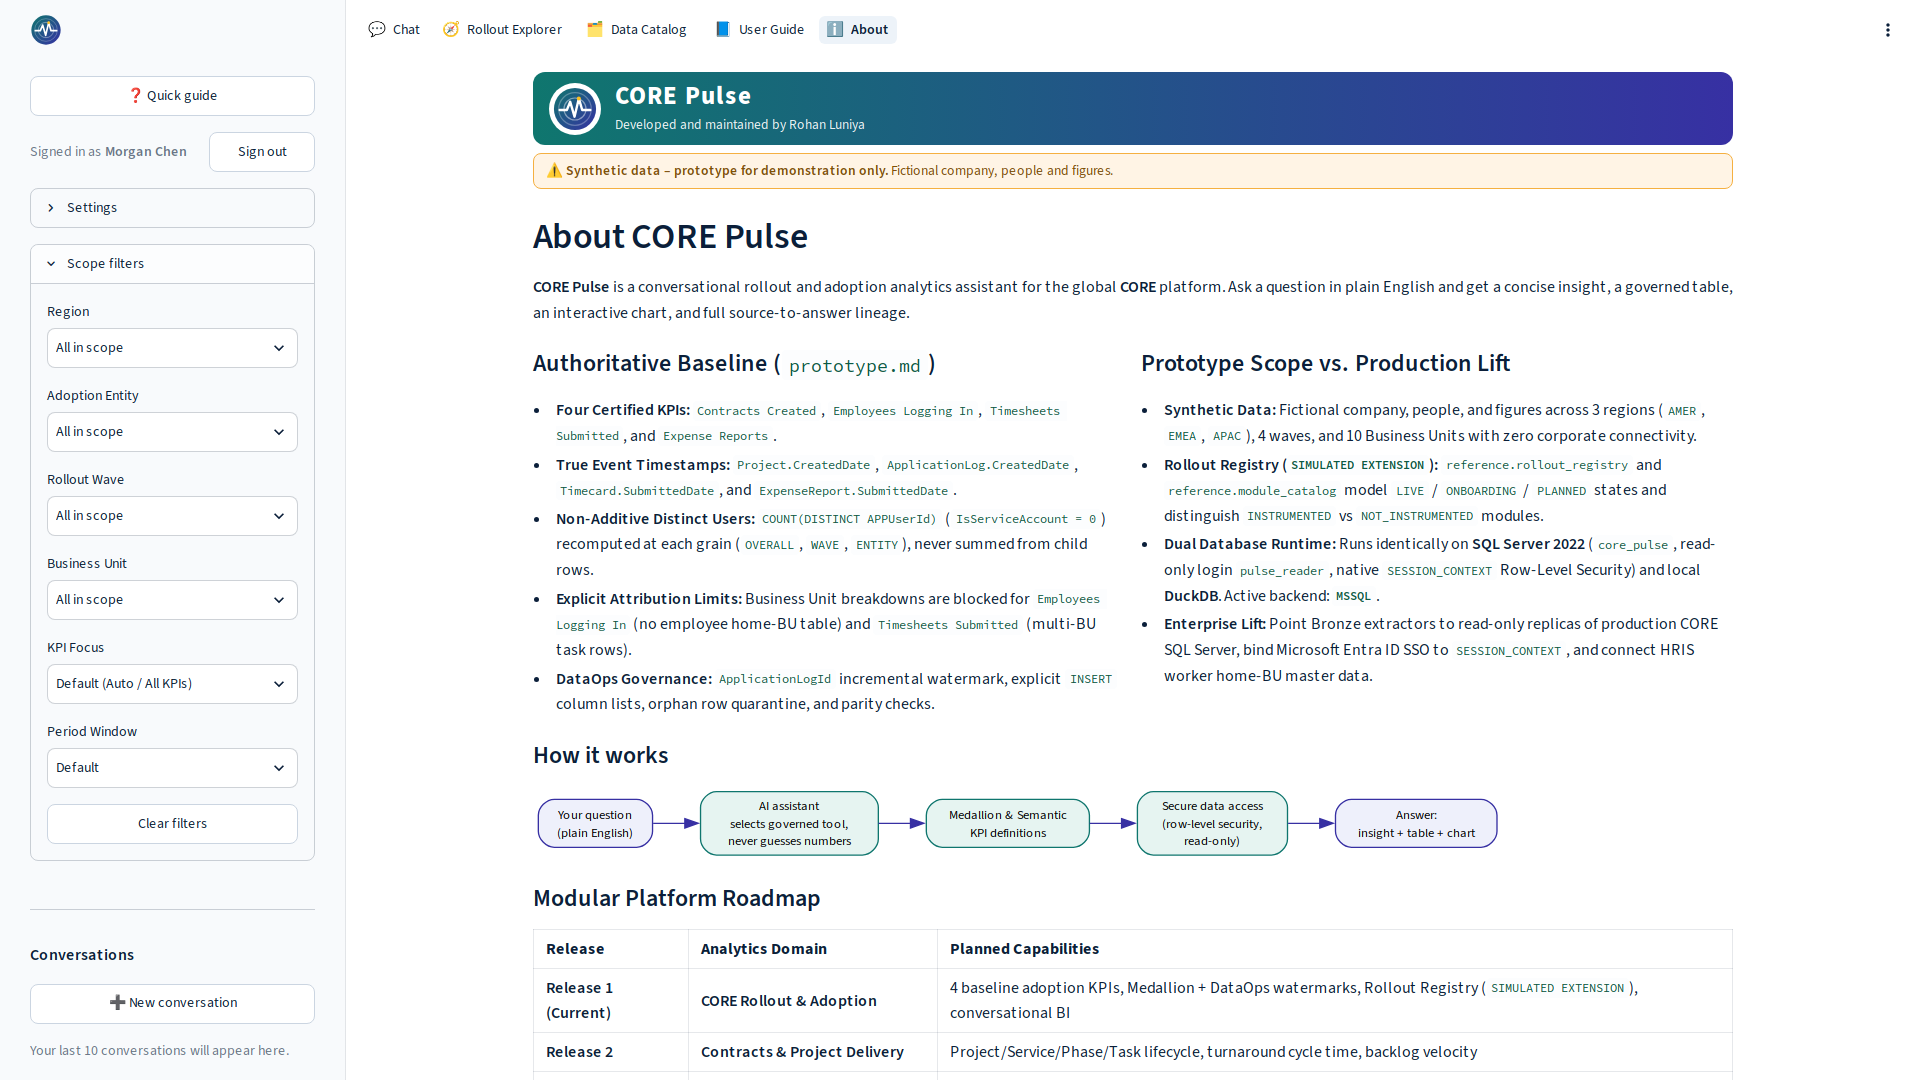 ❓ Quick guide
Signed in as Morgan Chen
Sign out
Settings
Scope filters
Region
All in scope
Adoption Entity
All in scope
Rollout Wave
All in scope
Business Unit
All in scope
KPI Focus
Default (Auto / All KPIs)
Period Window
Default
Clear filters
Conversations
➕ New conversation
Your last 10 conversations will appear here.
💬 Chat
🧭 Rollout Explorer
🗂️ Data Catalog
📘 User Guide
ℹ️ About
CORE Pulse
Developed and maintained by Rohan Luniya
⚠️ Synthetic data – prototype for demonstration only. Fictional company, people and figures.
About CORE Pulse
CORE Pulse is a conversational rollout and adoption analytics assistant for the global CORE platform. Ask a question in plain English and get a concise insight, a governed table,
an interactive chart, and full source-to-answer lineage.
Authoritative Baseline ( prototype.md )
• Four Certified KPIs: Contracts Created , Employees Logging In , Timesheets
Submitted , and Expense Reports .
• True Event Timestamps: Project.CreatedDate , ApplicationLog.CreatedDate ,
Timecard.SubmittedDate , and ExpenseReport.SubmittedDate .
• Non-Additive Distinct Users: COUNT(DISTINCT APPUserId) ( IsServiceAccount = 0 )
recomputed at each grain ( OVERALL , WAVE , ENTITY ), never summed from child
rows.
• Explicit Attribution Limits: Business Unit breakdowns are blocked for Employees
Logging In (no employee home-BU table) and Timesheets Submitted (multi-BU
task rows).
• DataOps Governance: ApplicationLogId incremental watermark, explicit INSERT
column lists, orphan row quarantine, and parity checks.
Prototype Scope vs. Production Lift
• Synthetic Data: Fictional company, people, and figures across 3 regions ( AMER ,
EMEA , APAC ), 4 waves, and 10 Business Units with zero corporate connectivity.
• Rollout Registry ( SIMULATED EXTENSION ): reference.rollout_registry and
reference.module_catalog model LIVE / ONBOARDING / PLANNED states and
distinguish INSTRUMENTED vs NOT_INSTRUMENTED modules.
• Dual Database Runtime: Runs identically on SQL Server 2022 ( core_pulse , read-
only login pulse_reader , native SESSION_CONTEXT Row-Level Security) and local
DuckDB. Active backend: MSSQL .
• Enterprise Lift: Point Bronze extractors to read-only replicas of production CORE
SQL Server, bind Microsoft Entra ID SSO to SESSION_CONTEXT , and connect HRIS
worker home-BU master data.
How it works
Your question
(plain English)
AI assistant
selects governed tool,
never guesses numbers
Medallion & Semantic
KPI definitions
Secure data access
(row-level security,
read-only)
Answer:
insight + table + chart
Modular Platform Roadmap
Release Analytics Domain Planned Capabilities
Release 1
(Current)
CORE Rollout & Adoption
4 baseline adoption KPIs, Medallion + DataOps watermarks, Rollout Registry ( SIMULATED EXTENSION ),
conversational BI
Release 2 Contracts & Project Delivery Project/Service/Phase/Task lifecycle, turnaround cycle time, backlog velocity